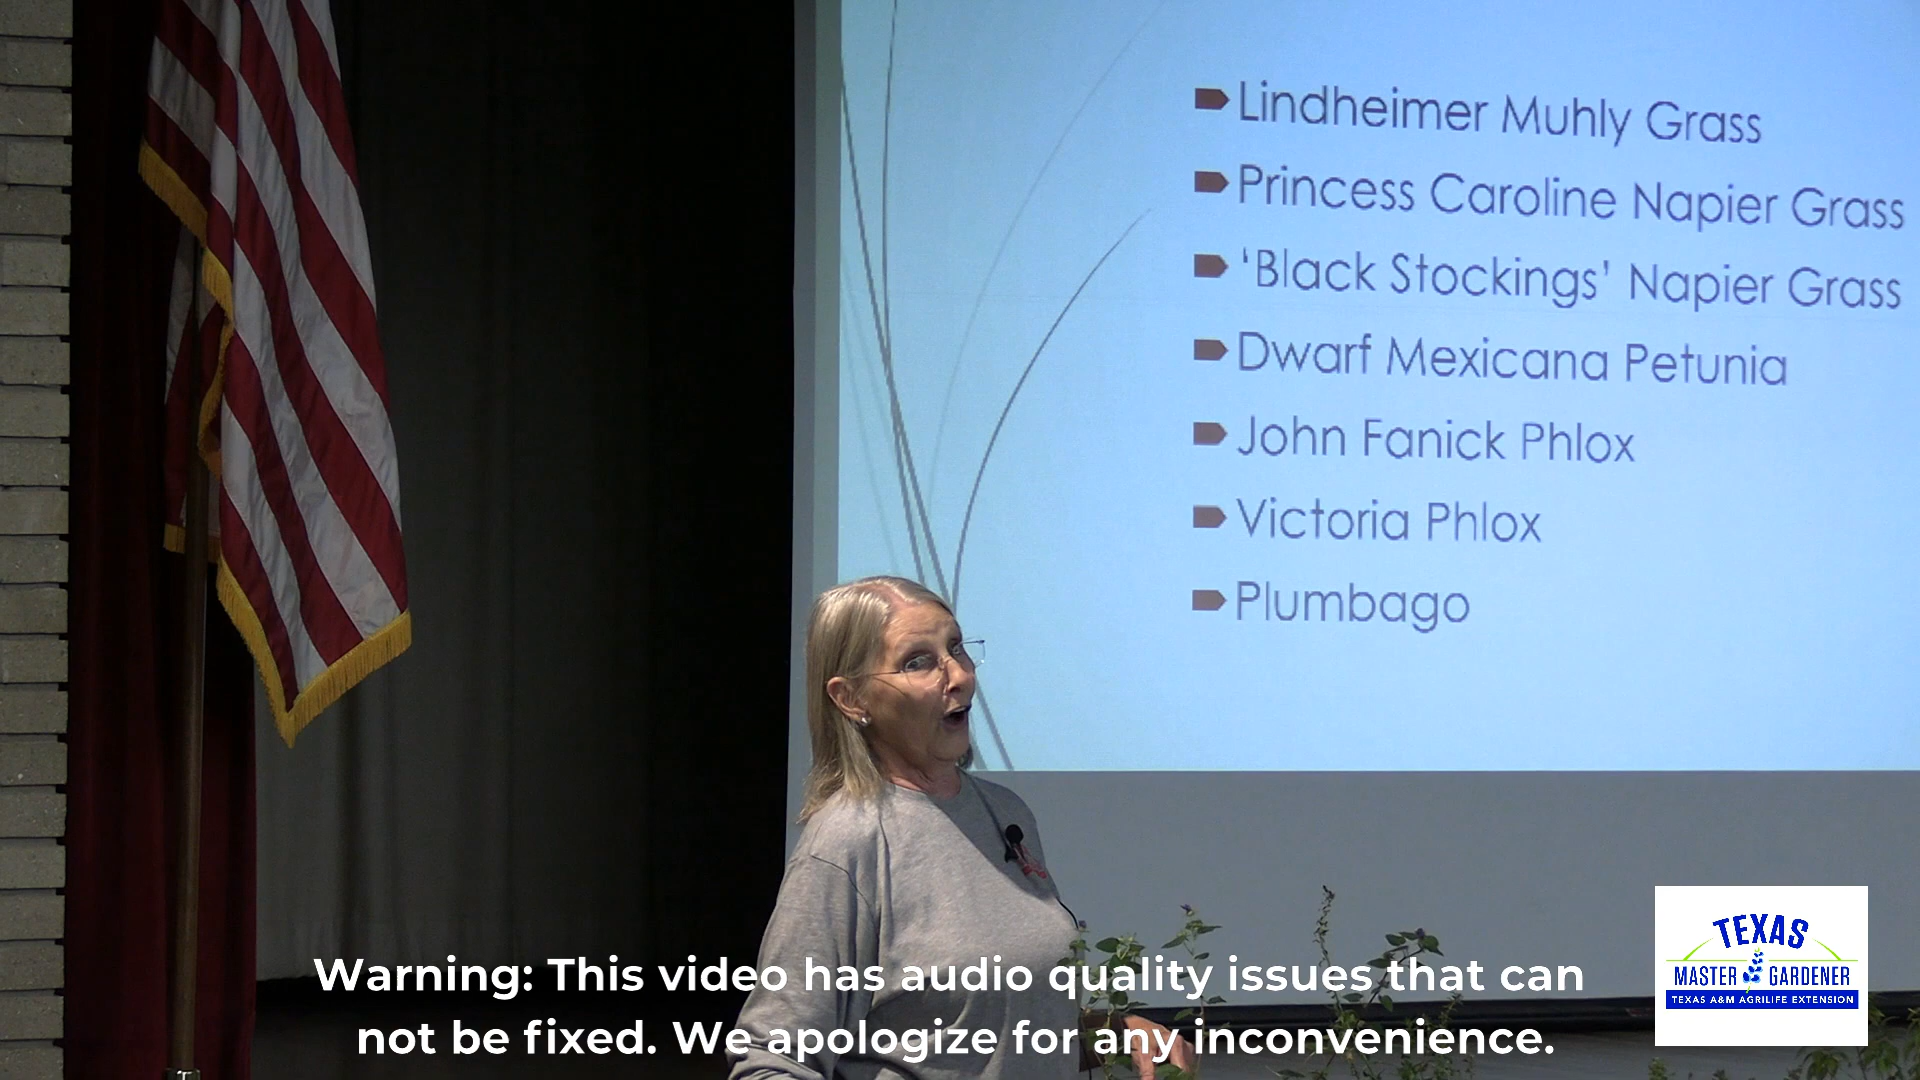 Lindheimer Muhly Grass
Princess Caroline Napier Grass
‘Black Stockings’ Napier Grass
Dwarf Mexicana Petunia
John Fanick Phlox
Victoria Phlox
Plumbago
Warning: This video has audio quality issues that can
not be fixed. We apologize for any inconvenience.
TEXAS
MASTER GARDENER
TEXAS A&M AGRILIFE EXTENSION